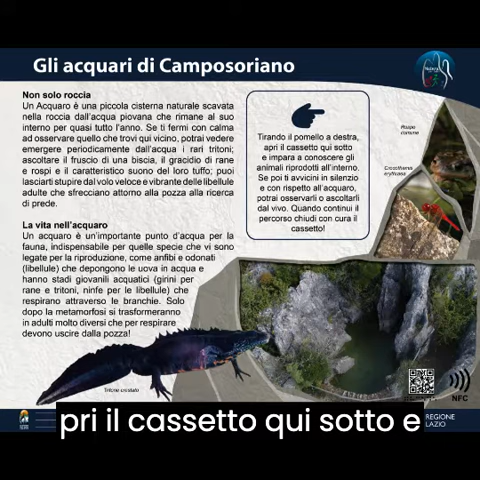 Gli acquari di Camposoriano
Non solo roccia
Un Acquaro è una piccola cisterna naturale scavata
nella roccia dall'acqua piovana che rimane al suo
interno per quasi tutto l'anno. Se ti fermi con calma
ad osservare quello che trovi qui vicino, potrai vedere
emergere periodicamente dall'acqua i rari tritoni;
ascoltare il fruscio di una biscia, il gracidio di rane
e rospi e il caratteristico suono del loro tuffo; puoi
lasciarti stupire dal volo veloce e vibrante delle libellule
adulte che sfrecciano attorno alla pozza alla ricerca
di prede.
La vita nell'acquaro
Un acquaro è un'importante punto d'acqua per la
fauna, indispensabile per quelle specie che vi sono
legate per la riproduzione, come anfibi e odonati
(libellule) che depongono le uova in acqua e
hanno stadi giovanili acquatici (girini per
rane e tritoni, ninfe per le libellule) che
respirano attraverso le branchie. Solo
dopo la metamorfosi si trasformeranno
in adulti molto diversi che per respirare
devono uscire dalla pozza!
Tirando il pomello a destra,
apri il cassetto qui sotto
e impara a conoscere gli
animali riprodotti all'interno.
Se poi ti avvicini in silenzio
e con rispetto all'acquaro,
potrai osservarli o ascoltarli
dal vivo. Quando continui il
percorso chiudi con cura il
cassetto!
Rospo
comune
Crocothemis
erythraea
Tritone crestato
NFC
REGIONE
LAZIO
pri il cassetto qui sotto e